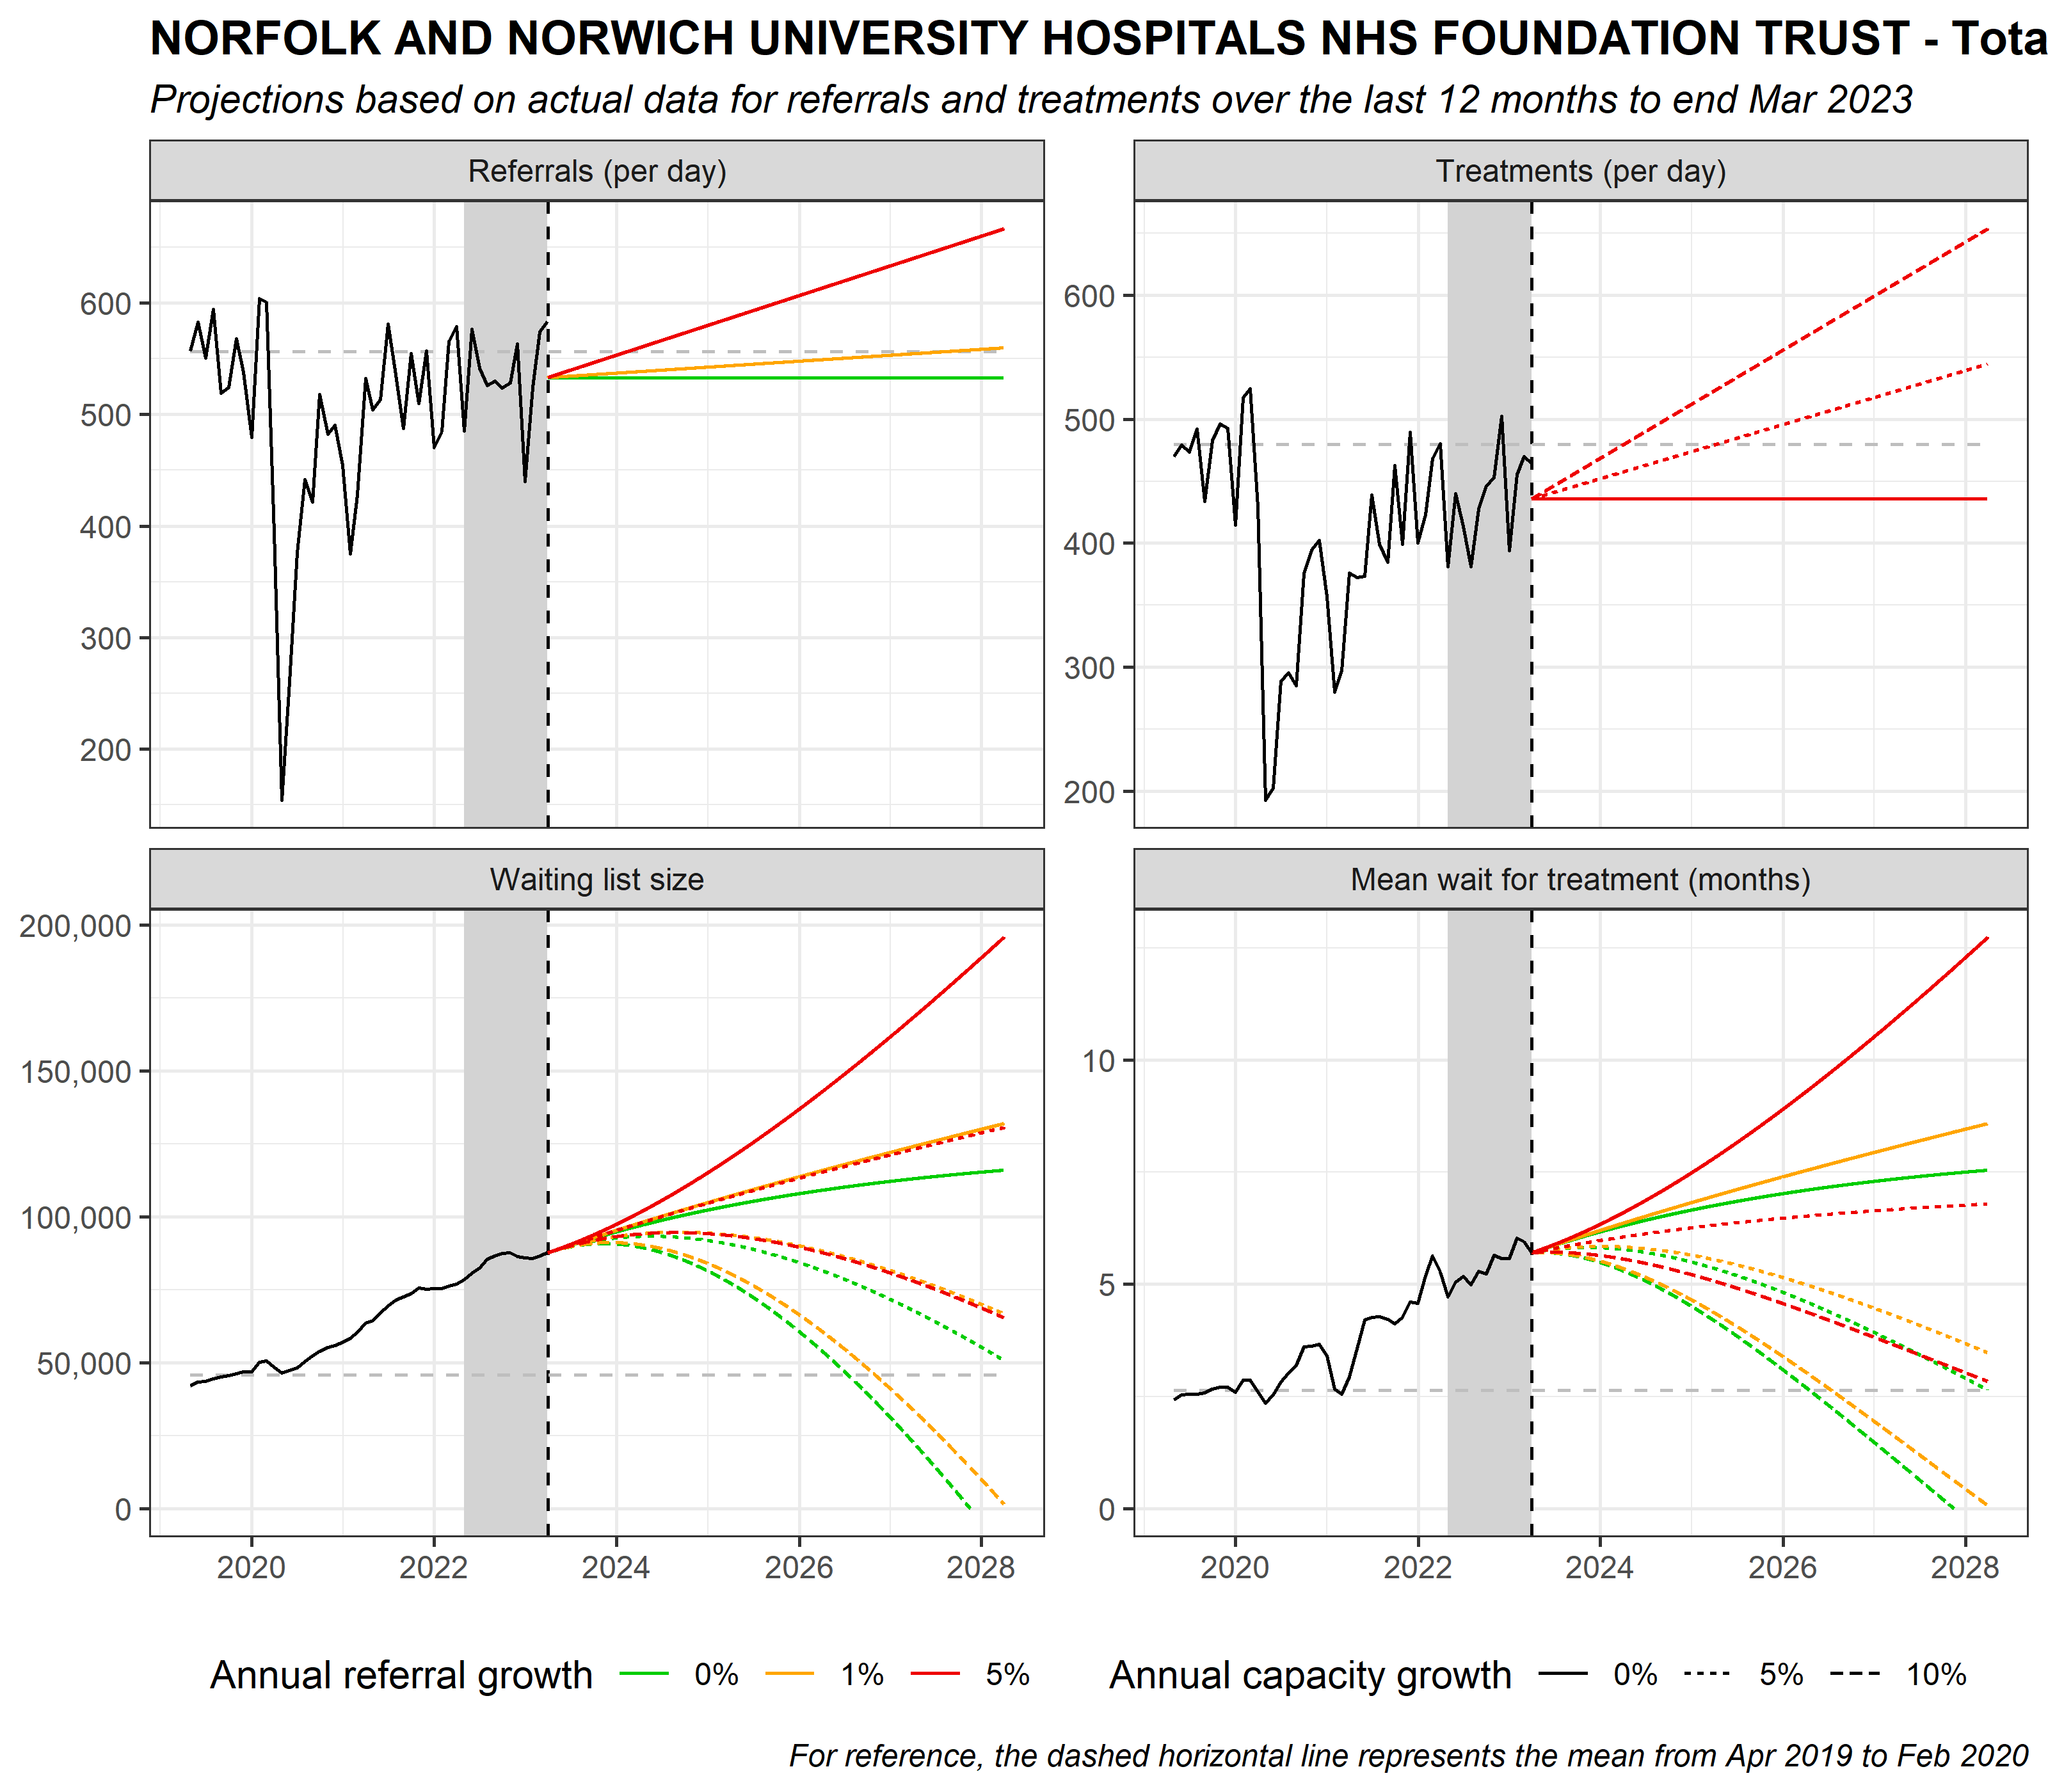 NORFOLK AND NORWICH UNIVERSITY HOSPITALS NHS FOUNDATION TRUST - Tota
Projections based on actual data for referrals and treatments over the last 12 months to end Mar 2023
Referrals (per day)
600
500
400
300
200
Treatments (per day)
600
500
400
300
200
Waiting list size
200,000
150,000
100,000
50,000
0
2020 2022 2024 2026 2028
Mean wait for treatment (months)
10
5
0
2020 2022 2024 2026 2028
Annual referral growth 0% 1% 5%
Annual capacity growth 0% 5% 10%
For reference, the dashed horizontal line represents the mean from Apr 2019 to Feb 2020